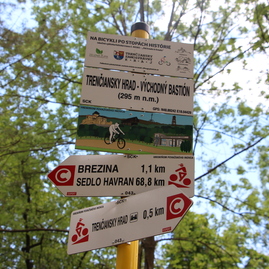 NA BICYKLI PO STOPÁCH HISTÓRIE
TRENČIANSKY HRAD - VÝCHODNÝ BASTIÓN
(295 m n.m.)
SCK
C
BREZINA 1,1 km
SEDLO HAVRAN 68,8 km
C
TRENČIANSKY HRAD 0,5 km